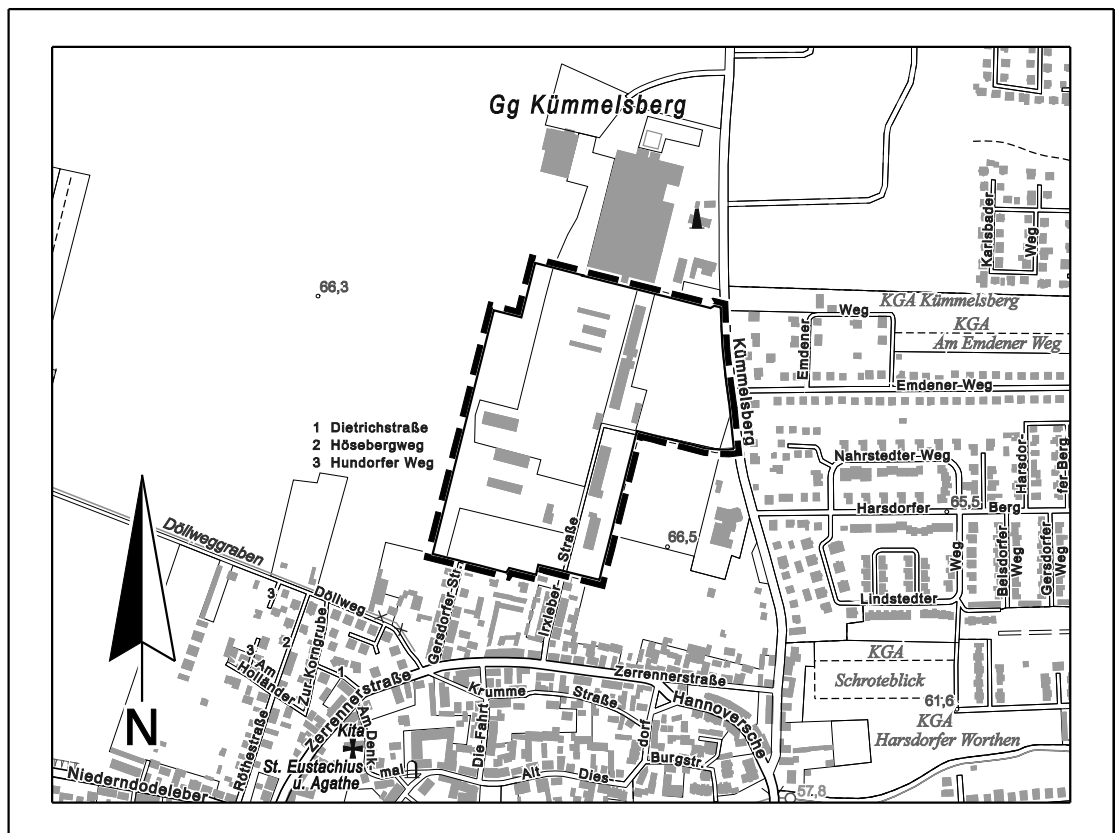 Gg Kümmelsberg
Karlsbader
Weg
66,3
KGA Kümmelsberg
KGA
Am Emdener Weg
Weg
Emdener
Emdener-Weg
Kümmelsberg
1 Dietrichstraße
2 Hösebergweg
3 Hundorfer Weg
Nahrstedter-Weg
Harsdor-
fer-Berg
Harsdorfer
65,5
Berg
Weg
Beisdorfer
Weg
Gersdorfer
Weg
Lindstedter
66,5
Straße
Irxleber
Gersdorfer-Str.
Döllweggraben
Döllweg
3
2
3
1
Am
Holländer
Zur-Korngrube
Röthestraße
Zerrennerstraße
Zerrennerstraße
Krumme
Straße
Hannoversche
Die-Fahrt
Am-Denk-
mal
Kita
St. Eustachius
u. Agathe
Alt
Dies-
dorf
Burgstr.
Niederndodeleber
KGA
Schroteblick
61,6
KGA
Harsdorfer Worthen
57,8
N